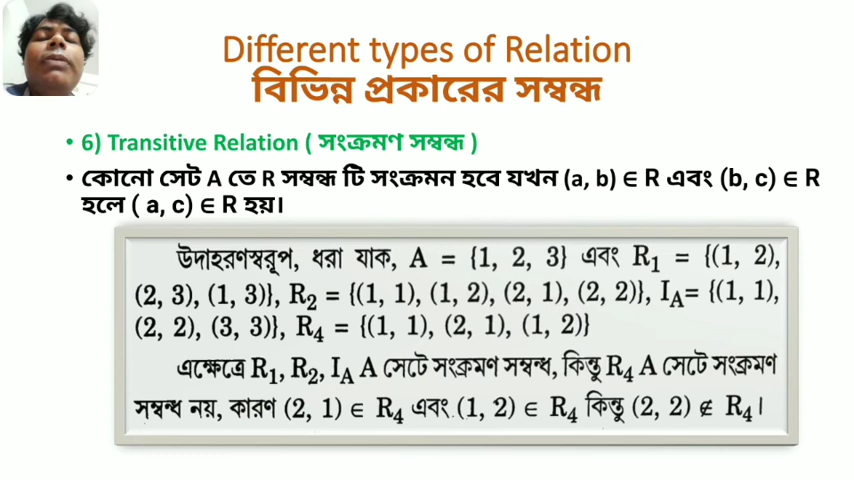 Different types of Relation
বিভিন্ন প্রকারের সম্বন্ধ
• 6) Transitive Relation ( সংক্রমণ সম্বন্ধ )
• কোনো সেট A তে R সম্বন্ধ টি সংক্রমন হবে যখন (a, b) ∈ R এবং (b, c) ∈ R
হলে ( a, c) ∈ R হয়।
উদাহরণস্বরূপ, ধরা যাক, A = {1, 2, 3} এবং R₁ = {(1, 2),
(2, 3), (1, 3)}, R₂ = {(1, 1), (1, 2), (2, 1), (2, 2)}, I_A= {(1, 1),
(2, 2), (3, 3)}, R₄ = {(1, 1), (2, 1), (1, 2)}
এক্ষেত্রে R₁, R₂, I_A A সেটে সংক্রমণ সম্বন্ধ, কিন্তু R₄ A সেটে সংক্রমণ
সম্বন্ধ নয়, কারণ (2, 1) ∈ R₄ এবং (1, 2) ∈ R₄ কিন্তু (2, 2) ∉ R₄।